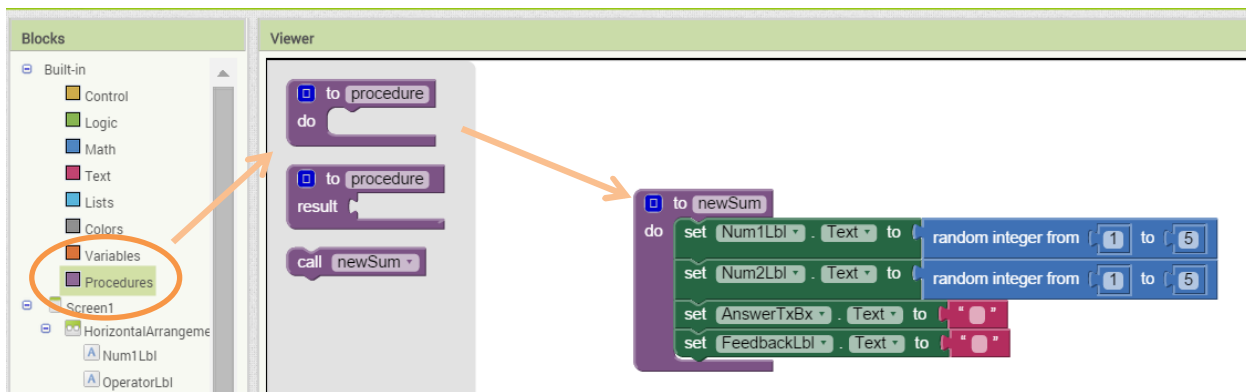 Blocks
Built-in
Control
Logic
Math
Text
Lists
Colors
Variables
Procedures
Screen1
HorizontalArrangeme
Num1Lbl
OperatorLbl
Viewer
to procedure
do
to procedure
result
call newSum
to newSum
do set Num1Lbl . Text to random integer from 1 to 5
set Num2Lbl . Text to random integer from 1 to 5
set AnswerTxBx . Text to " "
set FeedbackLbl . Text to " "